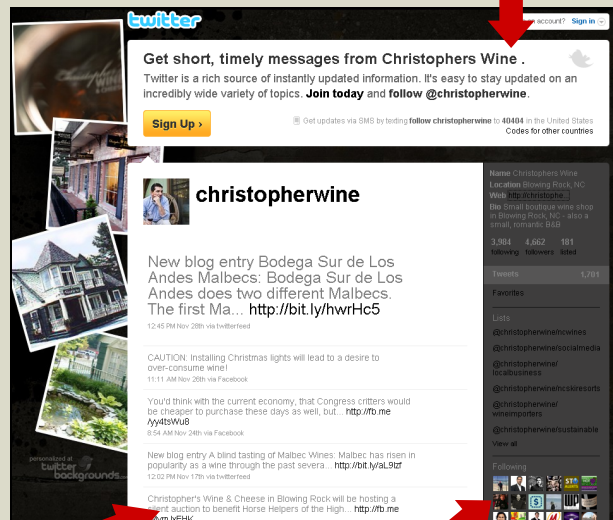 twitter
an account? Sign in
Get short, timely messages from Christophers Wine .
Twitter is a rich source of instantly updated information. It's easy to stay updated on an
incredibly wide variety of topics. Join today and follow @christopherwine.
Sign Up ›
Get updates via SMS by texting follow christopherwine to 40404 in the United States
Codes for other countries
christopherwine
New blog entry Bodega Sur de Los
Andes Malbecs: Bodega Sur de Los
Andes does two different Malbecs.
The first Ma... http://bit.ly/hwrHc5
12:45 PM Nov 28th via twitterfeed
CAUTION: Installing Christmas lights will lead to a desire to
over-consume wine!
11:11 AM Nov 26th via Facebook
You'd think with the current economy, that Congress critters would
be cheaper to purchase these days as well, but... http://fb.me
/yy4tsWu8
8:54 AM Nov 24th via Facebook
New blog entry A blind tasting of Malbec Wines: Malbec has risen in
popularity as a wine through the past severa... http://bit.ly/aL9lzf
12:02 PM Nov 17th via twitterfeed
Christopher's Wine & Cheese in Blowing Rock will be hosting a
silent auction to benefit Horse Helpers of the High... http://fb.me
Name Christophers Wine
Location Blowing Rock, NC
Web http://christophe...
Bio Small boutique wine shop
in Blowing Rock, NC - also a
small, romantic B&B
3,984 4,662 181
following followers listed
Tweets 1,701
Favorites
Lists
@christopherwine/ncwines
@christopherwine/socialmedia
@christopherwine/
localbusiness
@christopherwine/ncskiresorts
@christopherwine/
wineimporters
@christopherwine/sustainable
View all
Following
personalized at
twitter
backgrounds